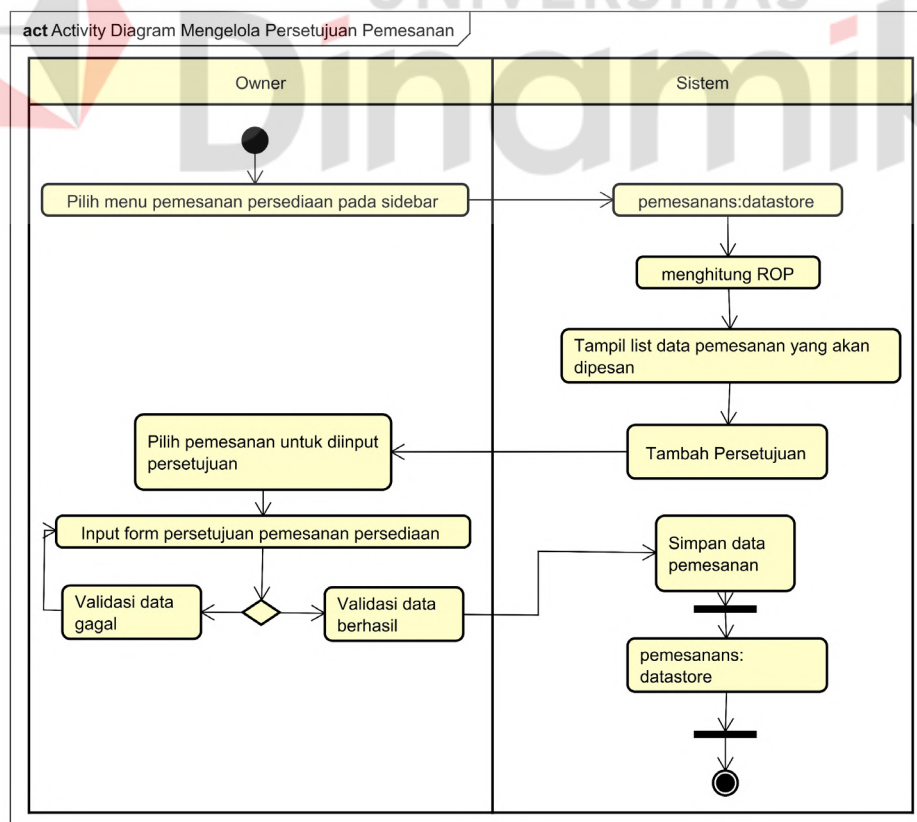 UNIVERSITAS
Dinamik
act Activity Diagram Mengelola Persetujuan Pemesanan
Owner
Sistem
Pilih menu pemesanan persediaan pada sidebar
pemesanans:datastore
menghitung ROP
Tampil list data pemesanan yang akan
dipesan
Tambah Persetujuan
Pilih pemesanan untuk diinput
persetujuan
Input form persetujuan pemesanan persediaan
Validasi data
gagal
Validasi data
berhasil
Simpan data
pemesanan
pemesanans:
datastore